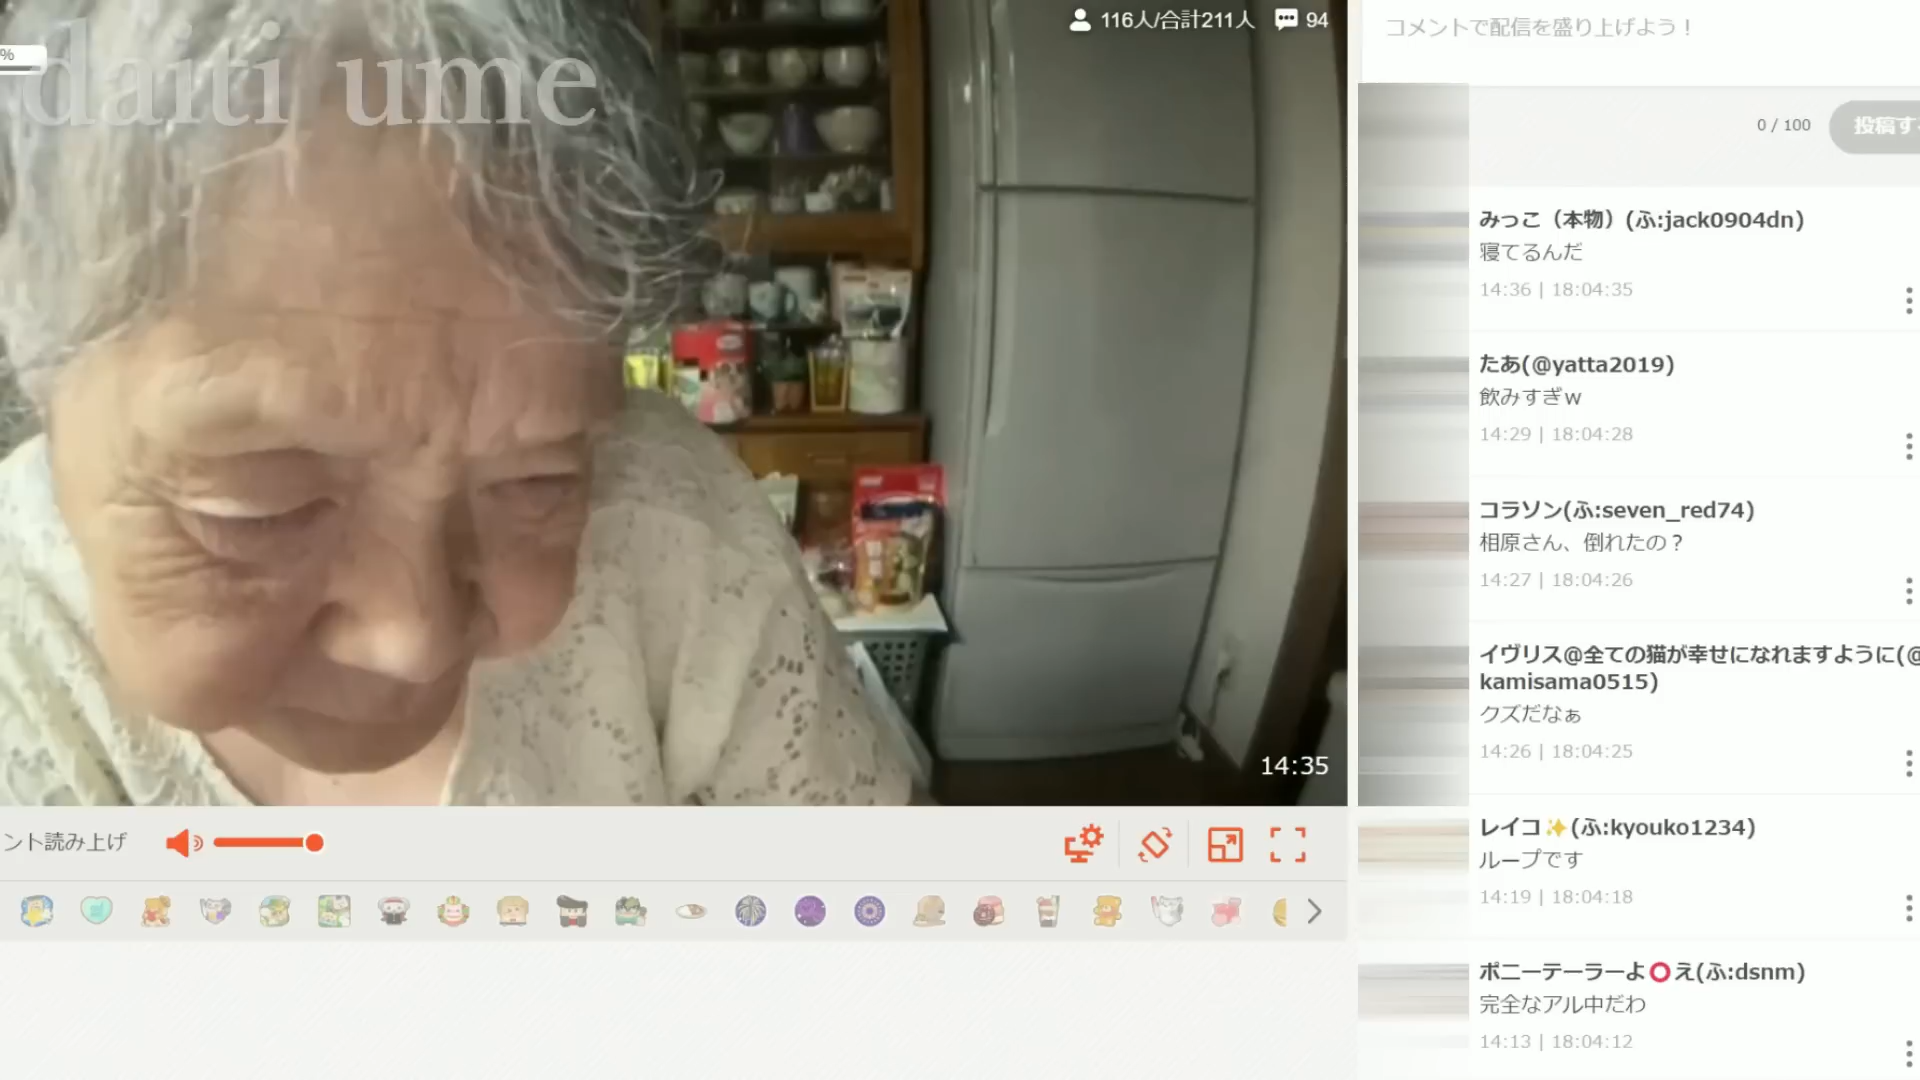 daiti ume
%
116人/合計211人 94
14:35
ント読み上げ
コメントで配信を盛り上げよう！
0 / 100
投稿す
みっこ（本物）(ふ:jack0904dn)
寝てるんだ
14:36 | 18:04:35
たあ(@yatta2019)
飲みすぎw
14:29 | 18:04:28
コラソン(ふ:seven_red74)
相原さん、倒れたの？
14:27 | 18:04:26
イヴリス@全ての猫が幸せになれますように(@
kamisama0515)
クズだなぁ
14:26 | 18:04:25
レイコ✨(ふ:kyouko1234)
ループです
14:19 | 18:04:18
ポニーテーラーよ⭕え(ふ:dsnm)
完全なアル中だわ
14:13 | 18:04:12